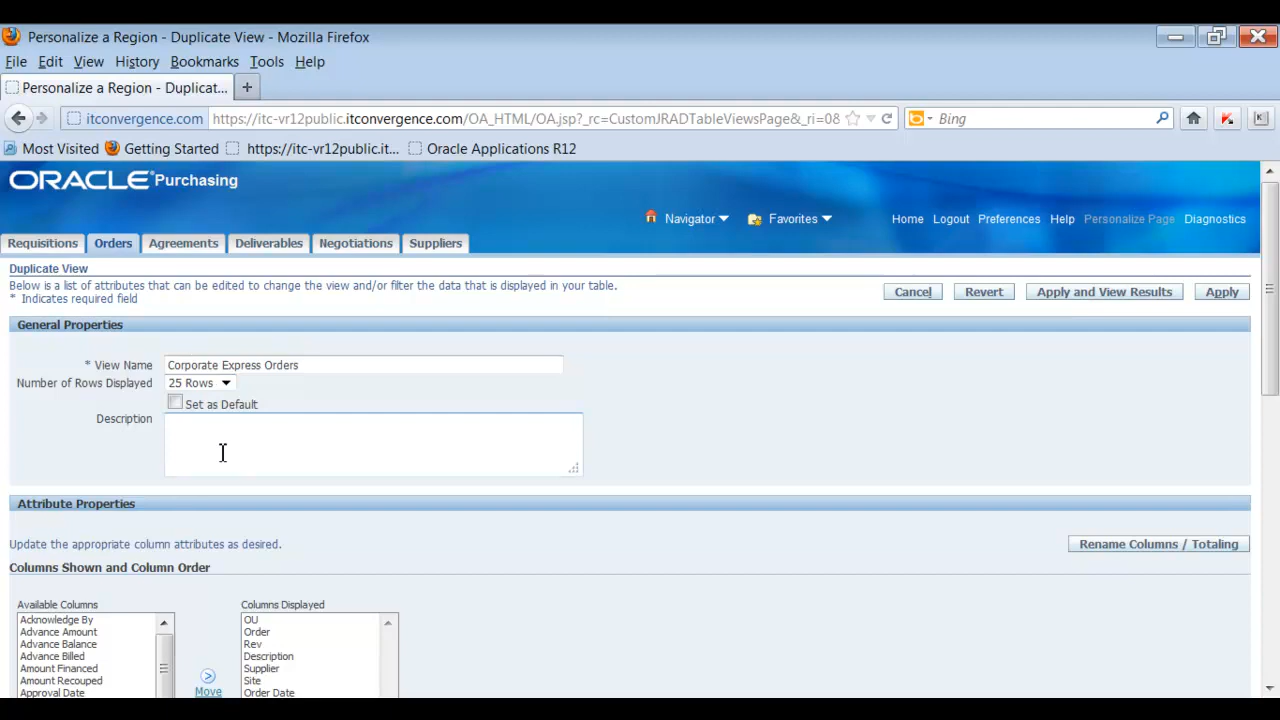 Personalize a Region - Duplicate View - Mozilla Firefox
File Edit View History Bookmarks Tools Help
Personalize a Region - Duplicat... +
itconvergence.com https://itc-vr12public.itconvergence.com/OA_HTML/OA.jsp?_rc=CustomJRADTableViewsPage&_ri=08 Bing
Most Visited Getting Started https://itc-vr12public.it... Oracle Applications R12
ORACLE Purchasing
Navigator Favorites Home Logout Preferences Help Personalize Page Diagnostics
Requisitions Orders Agreements Deliverables Negotiations Suppliers
Duplicate View
Below is a list of attributes that can be edited to change the view and/or filter the data that is displayed in your table.
* Indicates required field
Cancel Revert Apply and View Results Apply
General Properties
* View Name Corporate Express Orders
Number of Rows Displayed 25 Rows
Set as Default
Description
Attribute Properties
Update the appropriate column attributes as desired. Rename Columns / Totaling
Columns Shown and Column Order
Available Columns Columns Displayed
Acknowledge By OU
Advance Amount Order
Advance Balance Rev
Advance Billed Description
Amount Financed Supplier
Amount Recouped Site
Approval Date Move Order Date